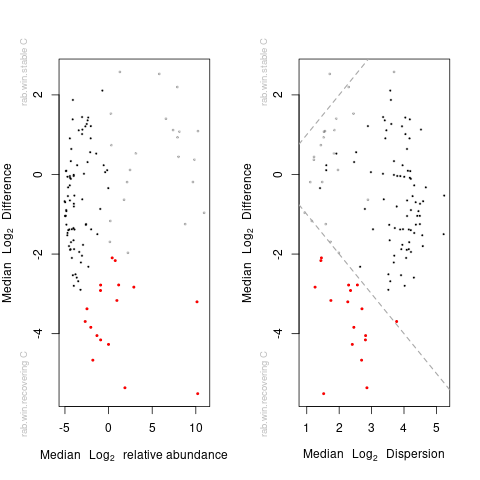 rab.win.stable C
rab.win.recovering C
Median Log2 Difference
2
0
-2
-4
-5
0
5
10
Median Log2 relative abundance
rab.win.stable C
rab.win.recovering C
Median Log2 Difference
2
0
-2
-4
1
2
3
4
5
Median Log2 Dispersion